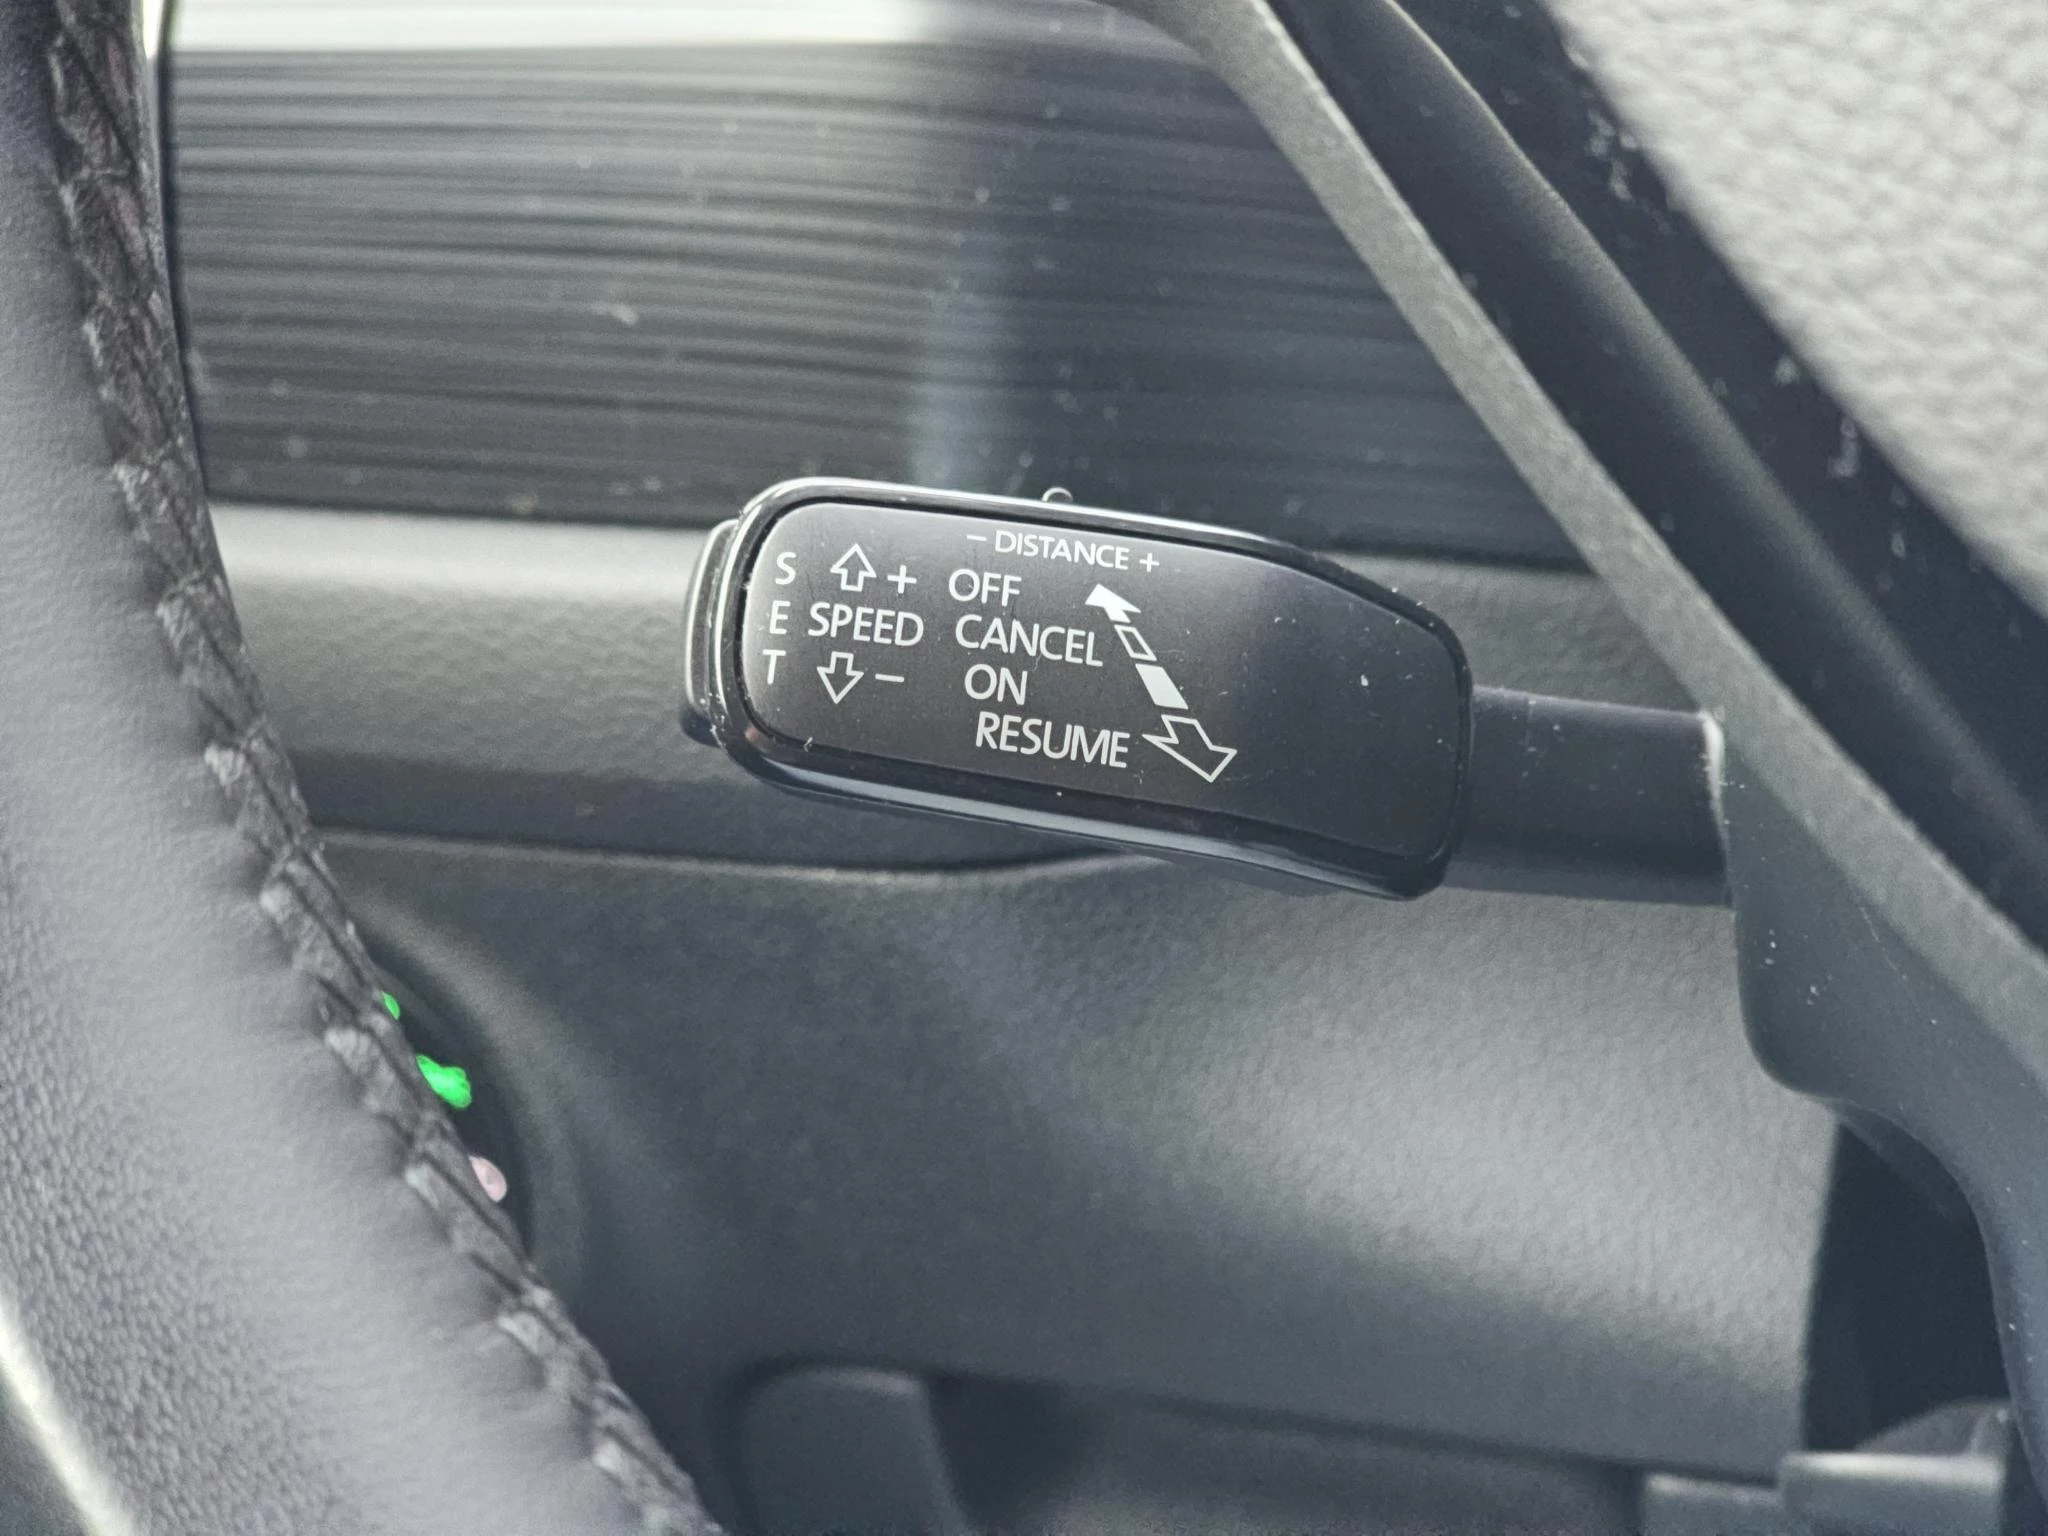 – DISTANCE +
S + OFF
E SPEED CANCEL
T – ON
RESUME